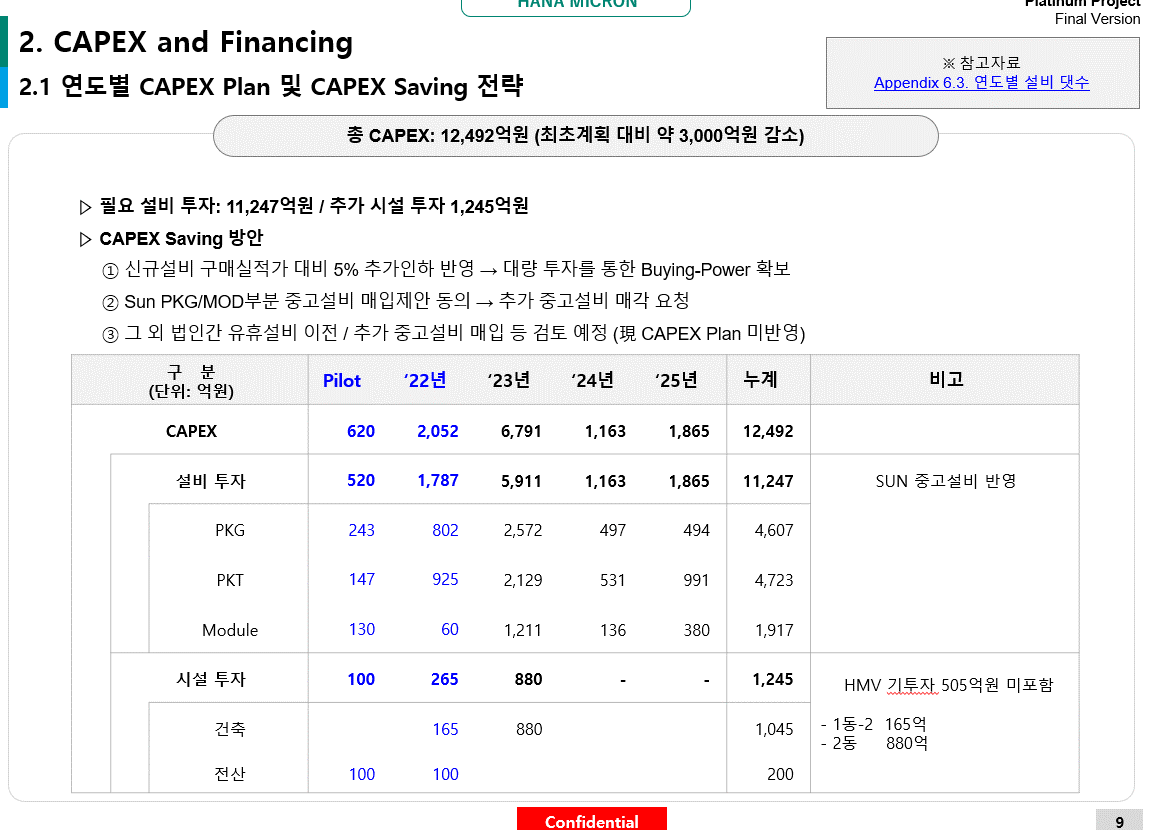 HANA MICRON
Platinum Project
Final Version
2. CAPEX and Financing
2.1 연도별 CAPEX Plan 및 CAPEX Saving 전략
※ 참고자료
Appendix 6.3. 연도별 설비 댓수
총 CAPEX: 12,492억원 (최초계획 대비 약 3,000억원 감소)
▷ 필요 설비 투자: 11,247억원 / 추가 시설 투자 1,245억원
▷ CAPEX Saving 방안
① 신규설비 구매실적가 대비 5% 추가인하 반영 → 대량 투자를 통한 Buying-Power 확보
② Sun PKG/MOD부분 중고설비 매입제안 동의 → 추가 중고설비 매각 요청
③ 그 외 법인간 유휴설비 이전 / 추가 중고설비 매입 등 검토 예정 (現 CAPEX Plan 미반영)
구 분
(단위: 억원) Pilot ‘22년 ‘23년 ‘24년 ‘25년 누계 비고
CAPEX 620 2,052 6,791 1,163 1,865 12,492
설비 투자 520 1,787 5,911 1,163 1,865 11,247 SUN 중고설비 반영
PKG 243 802 2,572 497 494 4,607
PKT 147 925 2,129 531 991 4,723
Module 130 60 1,211 136 380 1,917
시설 투자 100 265 880 - - 1,245 HMV 기투자 505억원 미포함
건축 165 880 1,045 - 1동-2 165억
- 2동 880억
전산 100 100 200
Confidential
9